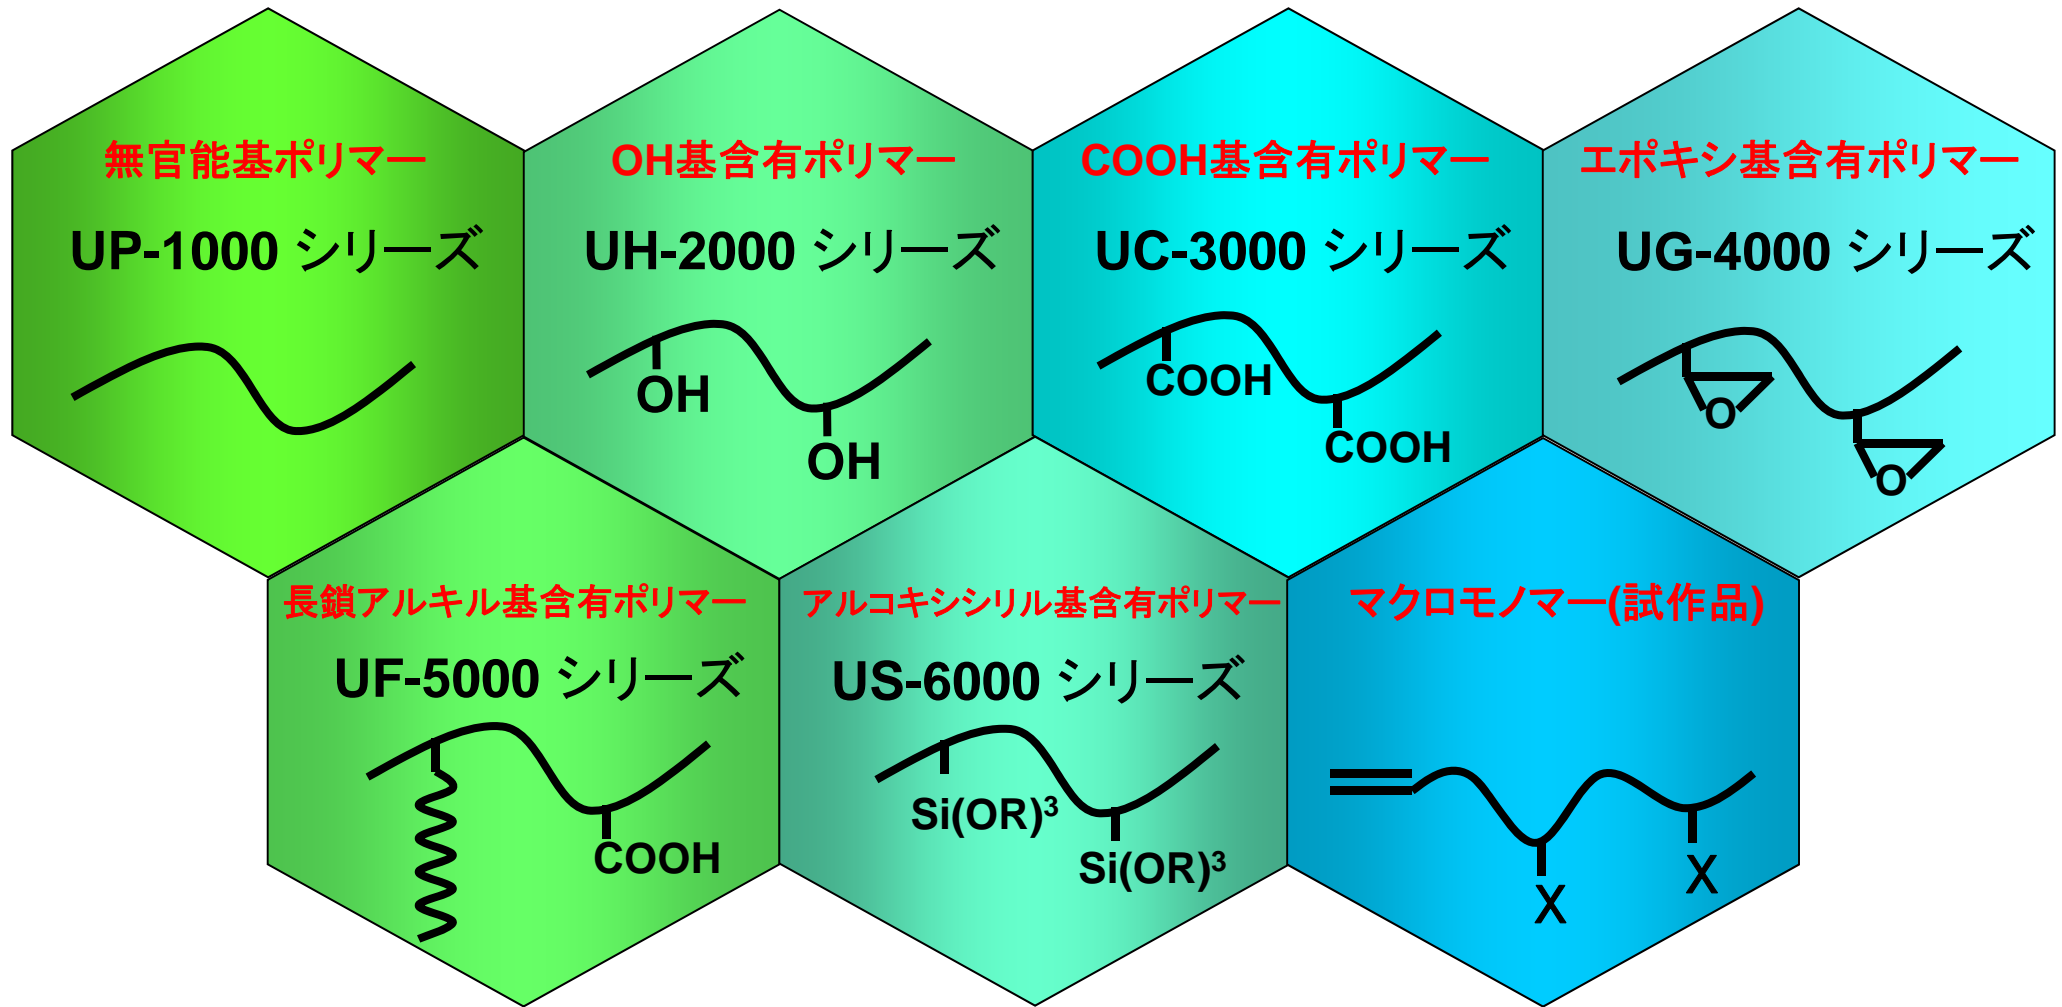 無官能基ポリマー
UP-1000 シリーズ
OH基含有ポリマー
UH-2000 シリーズ
OH
OH
COOH基含有ポリマー
UC-3000 シリーズ
COOH
COOH
エポキシ基含有ポリマー
UG-4000 シリーズ
O
O
長鎖アルキル基含有ポリマー
UF-5000 シリーズ
COOH
アルコキシシリル基含有ポリマー
US-6000 シリーズ
Si(OR)³
Si(OR)³
マクロモノマー(試作品)
X
X